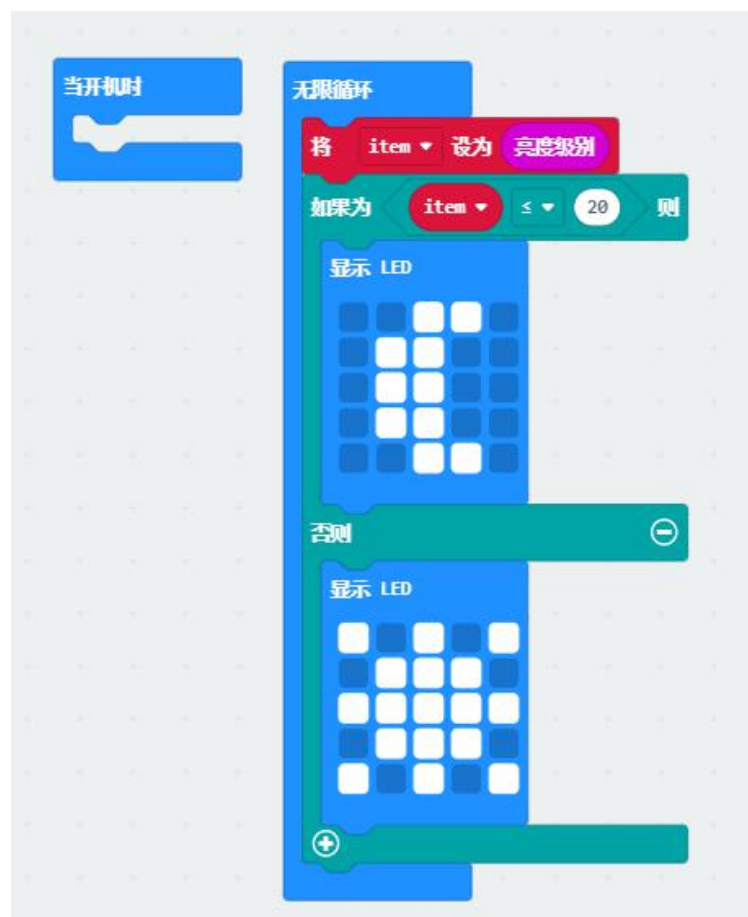 当开机时
无限循环
将 item 设为 亮度级别
如果为 item ≤ 20 则
显示 LED
否则
显示 LED